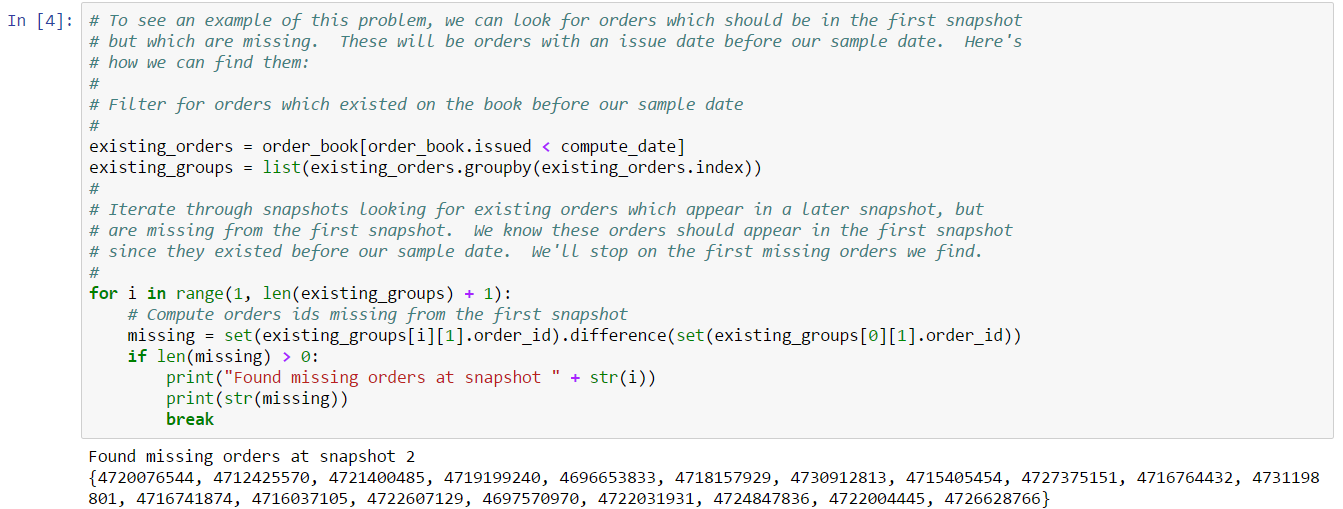 In [4]: # To see an example of this problem, we can look for orders which should be in the first snapshot
# but which are missing.  These will be orders with an issue date before our sample date.  Here's
# how we can find them:
#
# Filter for orders which existed on the book before our sample date
#
existing_orders = order_book[order_book.issued < compute_date]
existing_groups = list(existing_orders.groupby(existing_orders.index))
#
# Iterate through snapshots looking for existing orders which appear in a later snapshot, but
# are missing from the first snapshot.  We know these orders should appear in the first snapshot
# since they existed before our sample date.  We'll stop on the first missing orders we find.
#
for i in range(1, len(existing_groups) + 1):
    # Compute orders ids missing from the first snapshot
    missing = set(existing_groups[i][1].order_id).difference(set(existing_groups[0][1].order_id))
    if len(missing) > 0:
        print("Found missing orders at snapshot " + str(i))
        print(str(missing))
        break
Found missing orders at snapshot 2
{4720076544, 4712425570, 4721400485, 4719199240, 4696653833, 4718157929, 4730912813, 4715405454, 4727375151, 4716764432, 4731198
801, 4716741874, 4716037105, 4722607129, 4697570970, 4722031931, 4724847836, 4722004445, 4726628766}